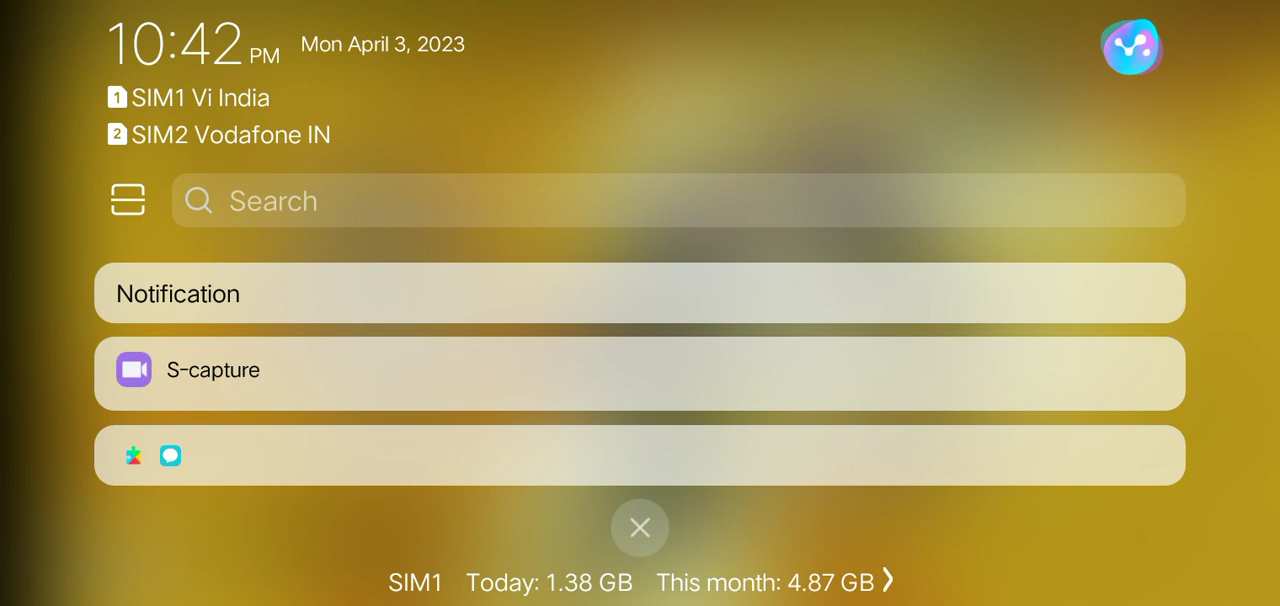 10:42 PM Mon April 3, 2023
1 SIM1 Vi India
2 SIM2 Vodafone IN
Search
Notification
S-capture
SIM1 Today: 1.38 GB This month: 4.87 GB